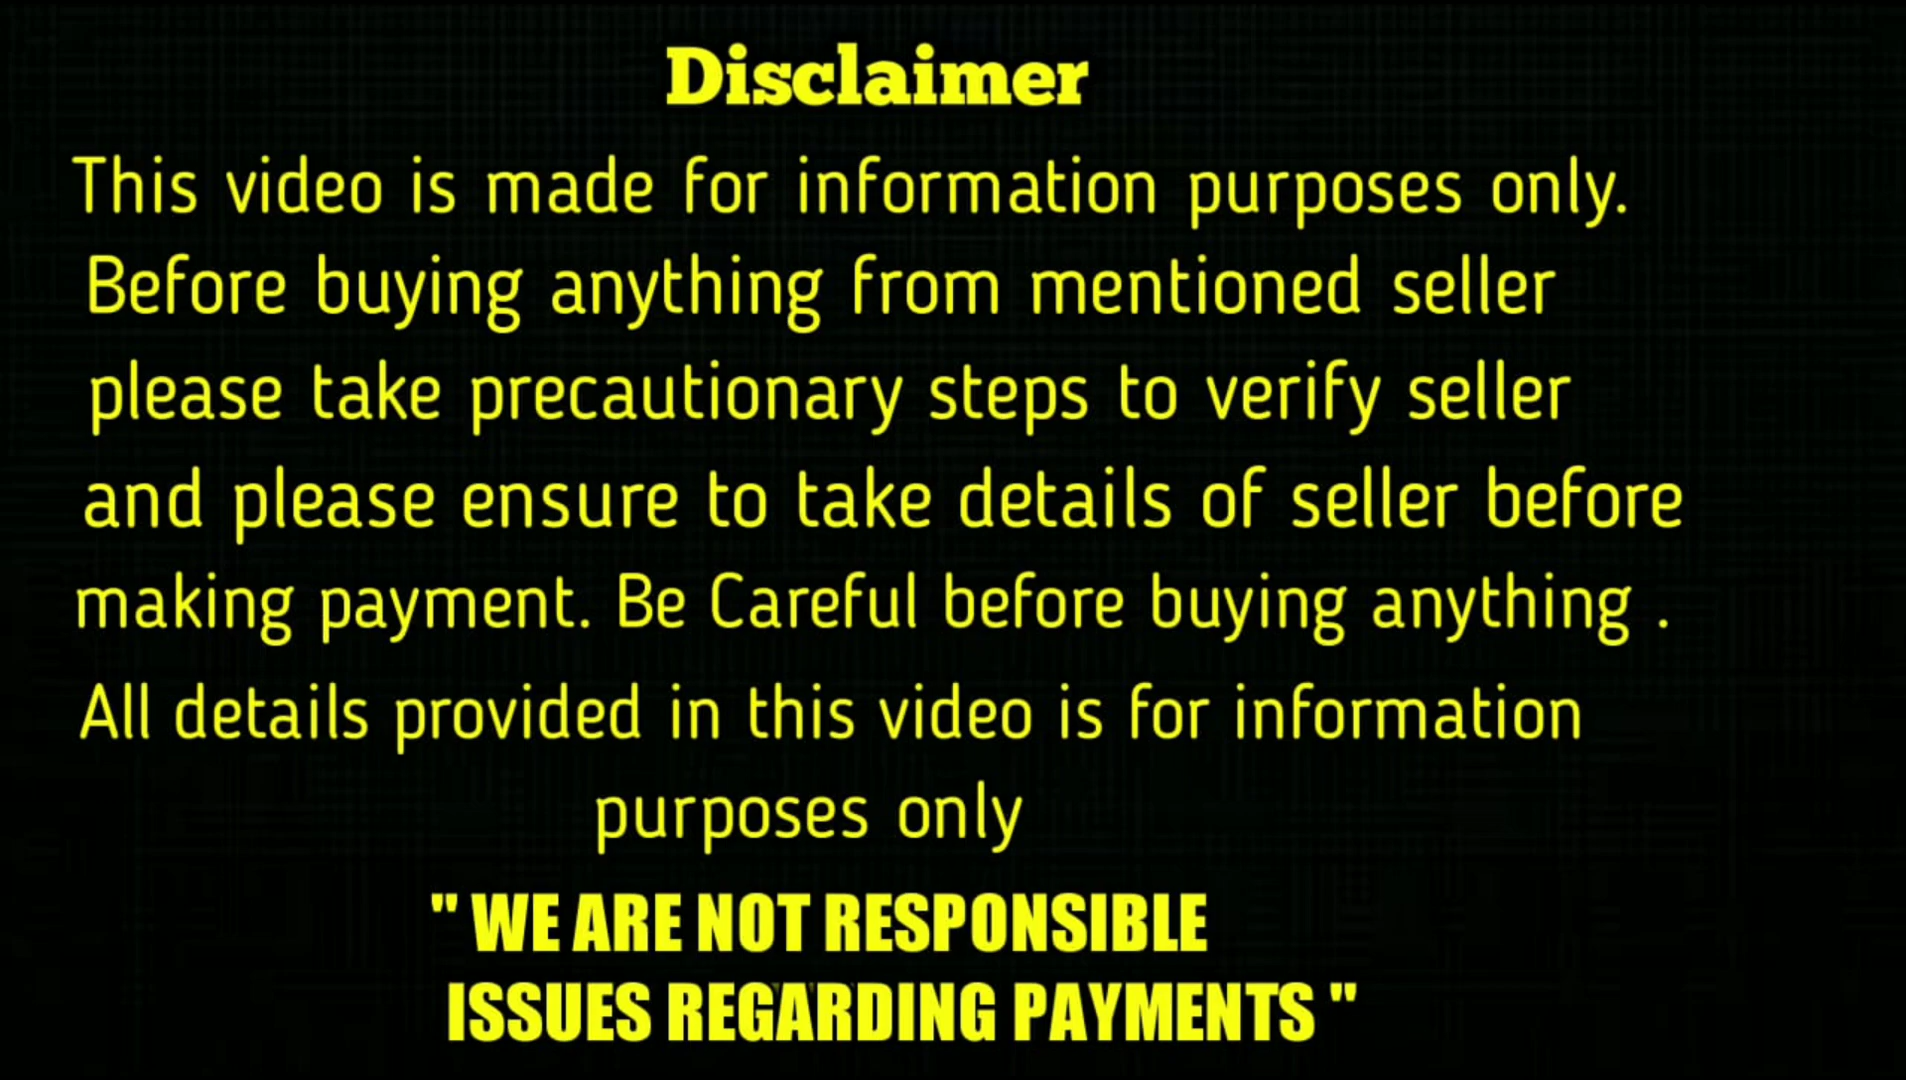 Disclaimer
This video is made for information purposes only.
Before buying anything from mentioned seller
please take precautionary steps to verify seller
and please ensure to take details of seller before
making payment. Be Careful before buying anything .
All details provided in this video is for information
purposes only
" WE ARE NOT RESPONSIBLE
ISSUES REGARDING PAYMENTS "